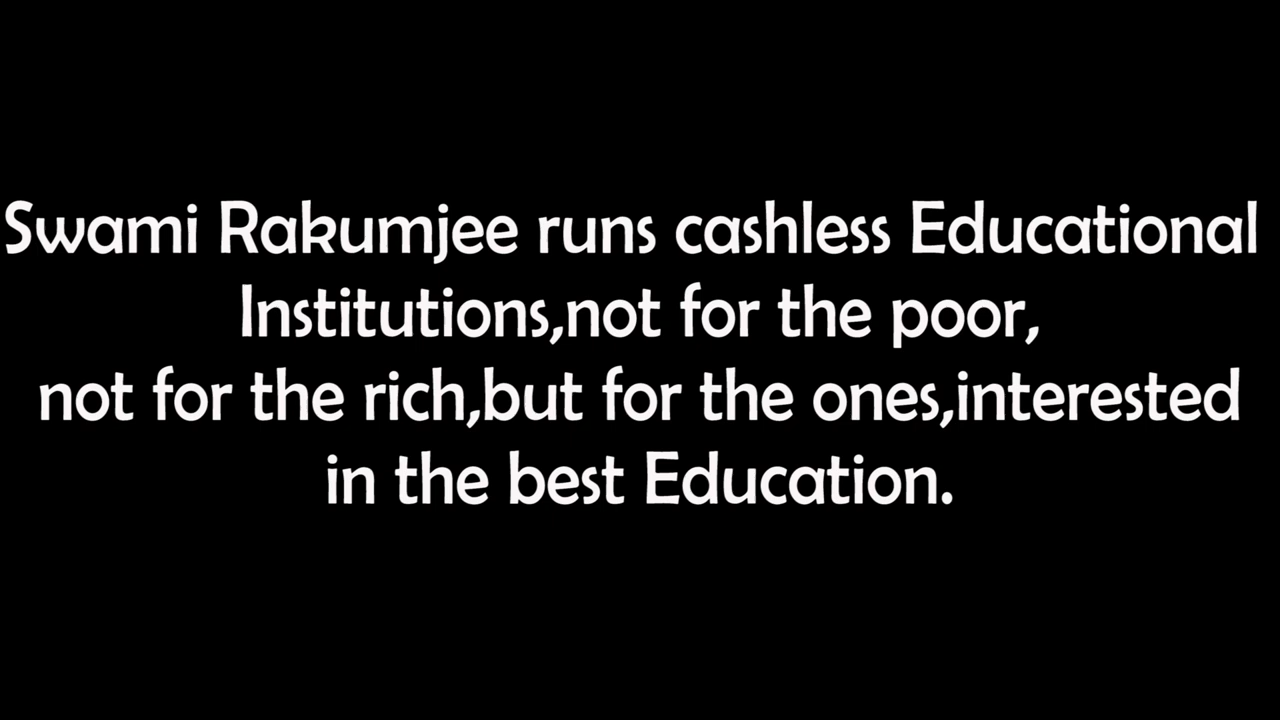 Swami Rakumjee runs cashless Educational
Institutions,not for the poor,
not for the rich,but for the ones,interested
in the best Education.